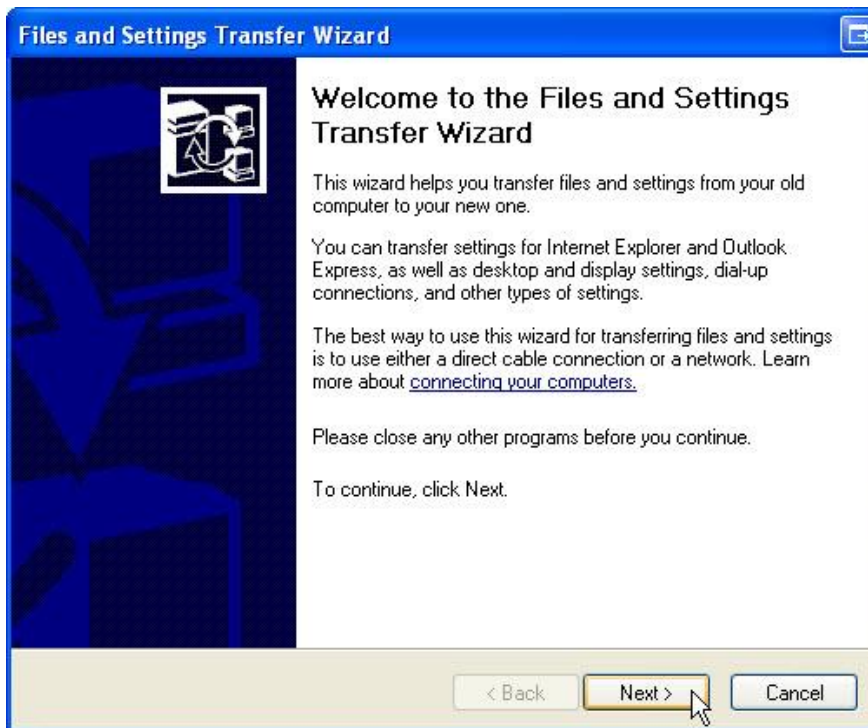 Files and Settings Transfer Wizard
Welcome to the Files and Settings
Transfer Wizard
This wizard helps you transfer files and settings from your old
computer to your new one.
You can transfer settings for Internet Explorer and Outlook
Express, as well as desktop and display settings, dial-up
connections, and other types of settings.
The best way to use this wizard for transferring files and settings
is to use either a direct cable connection or a network. Learn
more about connecting your computers.
Please close any other programs before you continue.
To continue, click Next.
< Back Next > Cancel